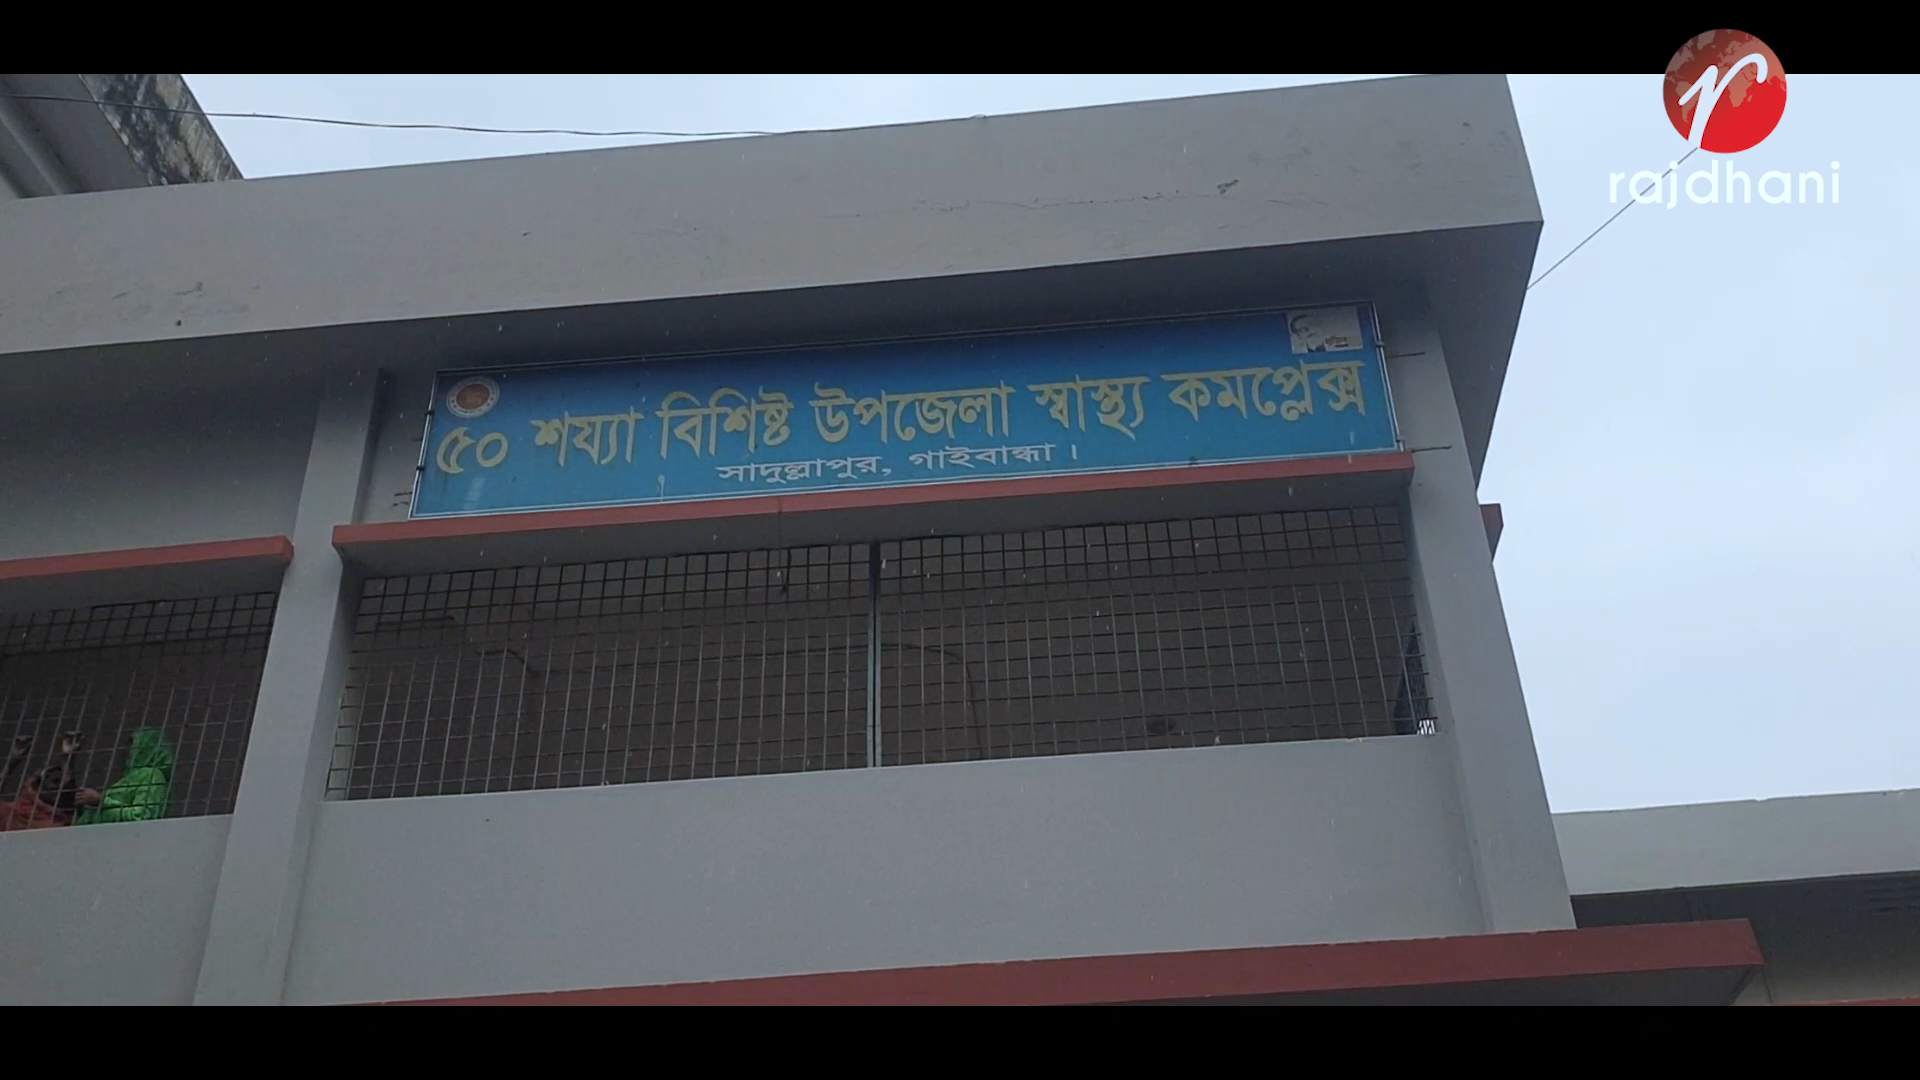 rajdhani
৫০ শয্যা বিশিষ্ট উপজেলা স্বাস্থ্য কমপ্লেক্স
সাদুল্লাপুর, গাইবান্ধা ।